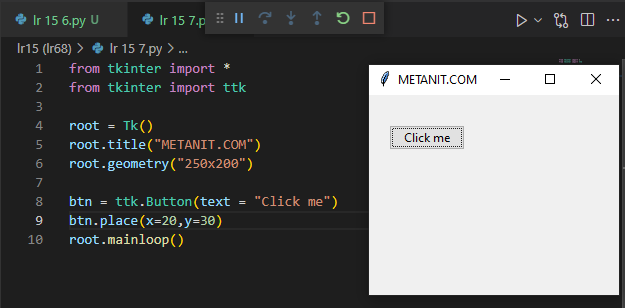 lr 15 6.py U
lr 15 7.p
lr15 (lr68) > lr 15 7.py > ...
1 from tkinter import *
2 from tkinter import ttk
3
4 root = Tk()
5 root.title("METANIT.COM")
6 root.geometry("250x200")
7
8 btn = ttk.Button(text = "Click me")
9 btn.place(x=20,y=30)
10 root.mainloop()
METANIT.COM
Click me